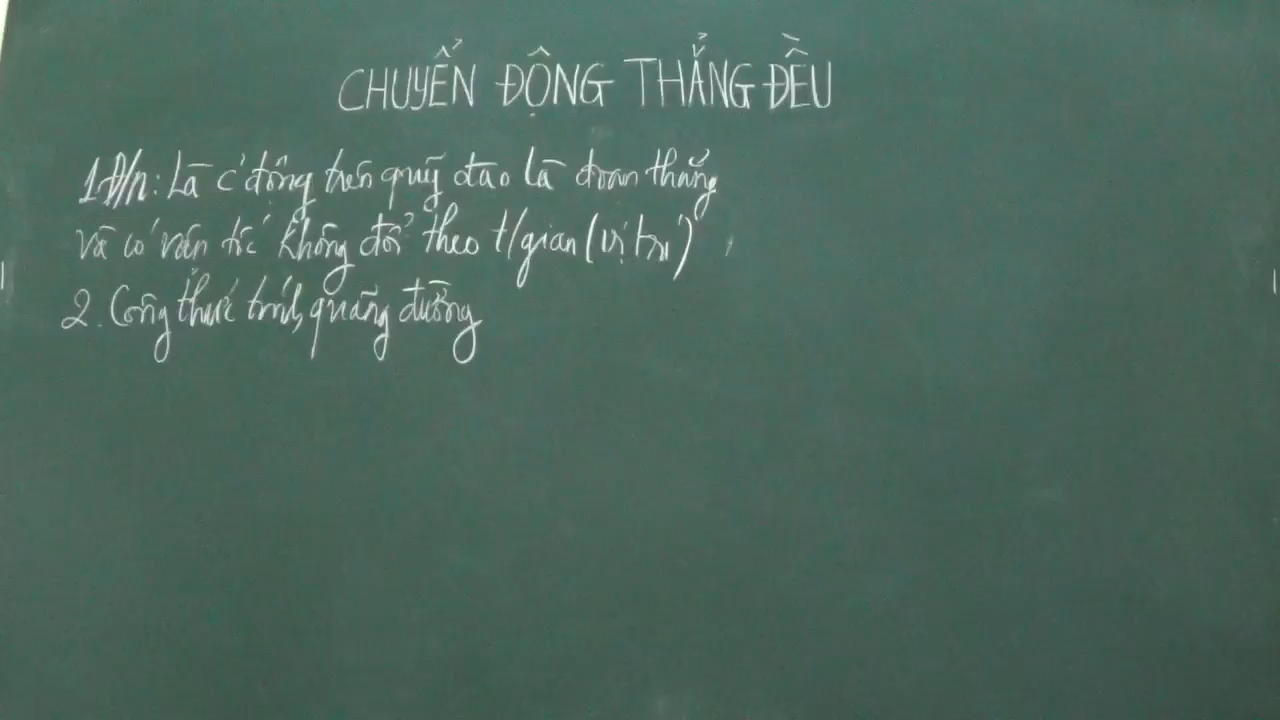 CHUYỂN ĐỘNG THẲNG ĐỀU
1. Đ/n: Là c' động trên quỹ đạo là đoạn thẳng
và có vận tốc không đổi theo t/gian (vị trí)
2. Công thức tính quãng đường